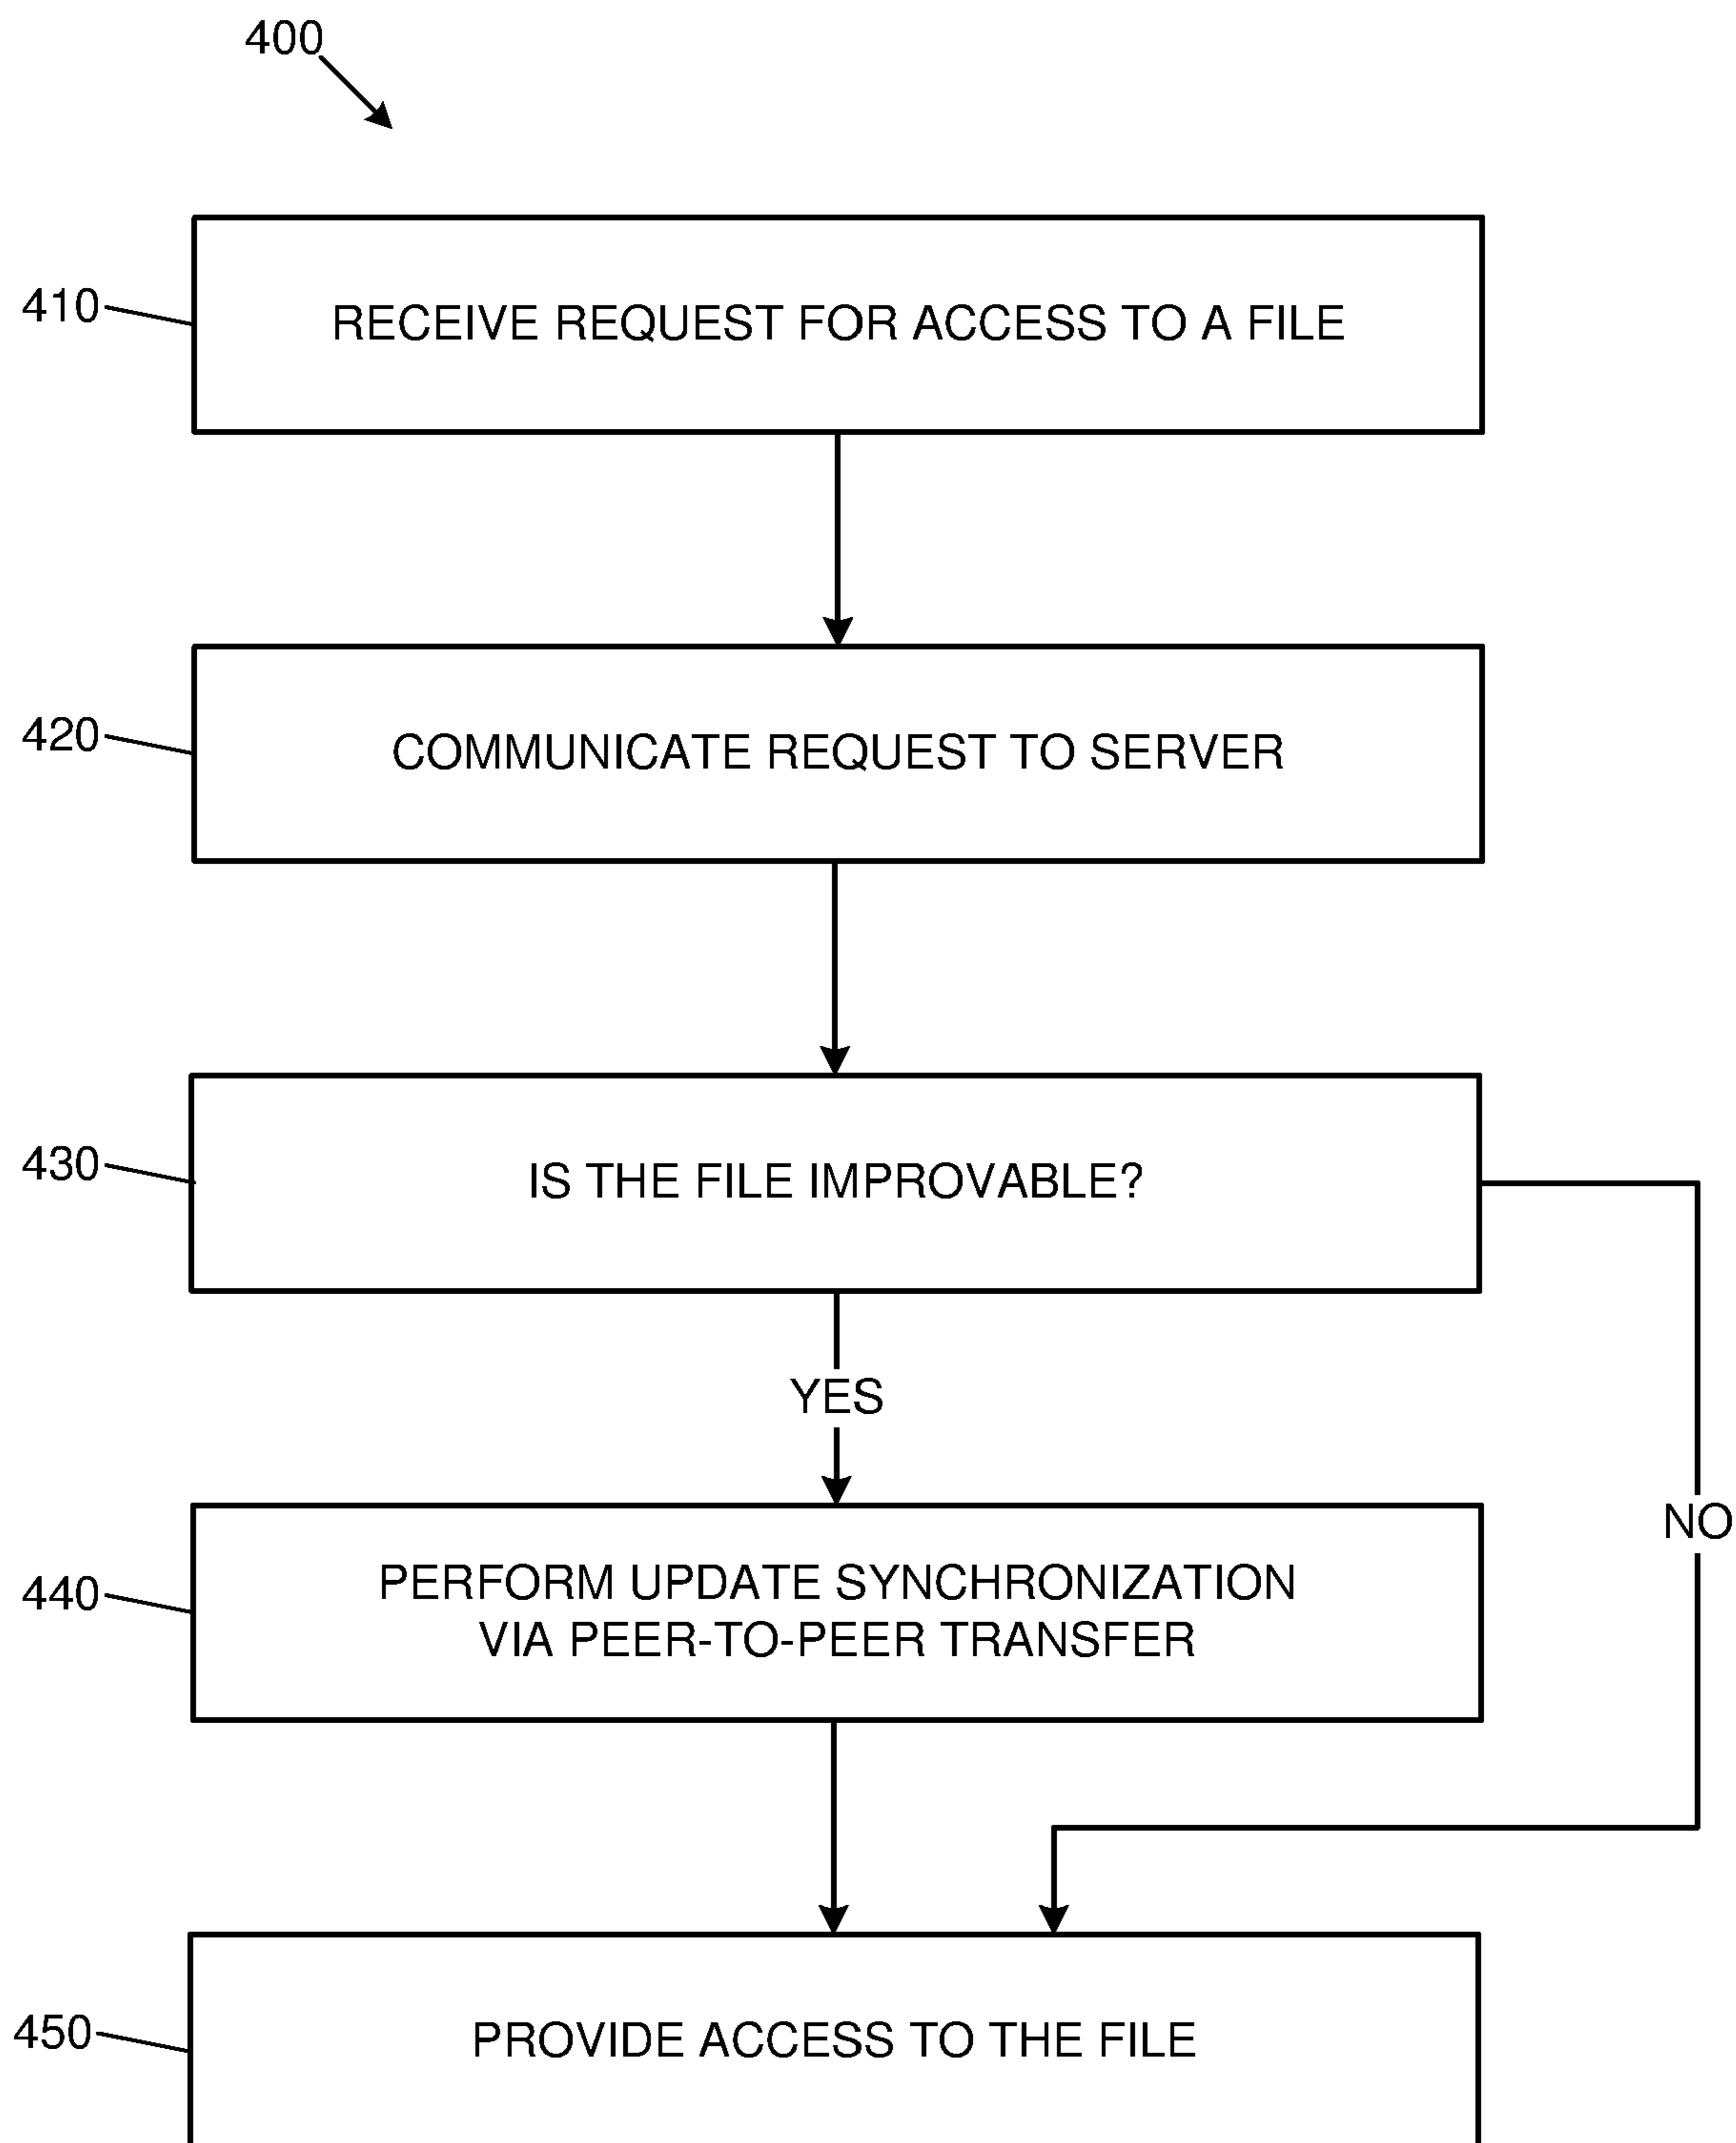 400
410
RECEIVE REQUEST FOR ACCESS TO A FILE
420
COMMUNICATE REQUEST TO SERVER
430
IS THE FILE IMPROVABLE?
YES
NO
440
PERFORM UPDATE SYNCHRONIZATION
VIA PEER-TO-PEER TRANSFER
450
PROVIDE ACCESS TO THE FILE